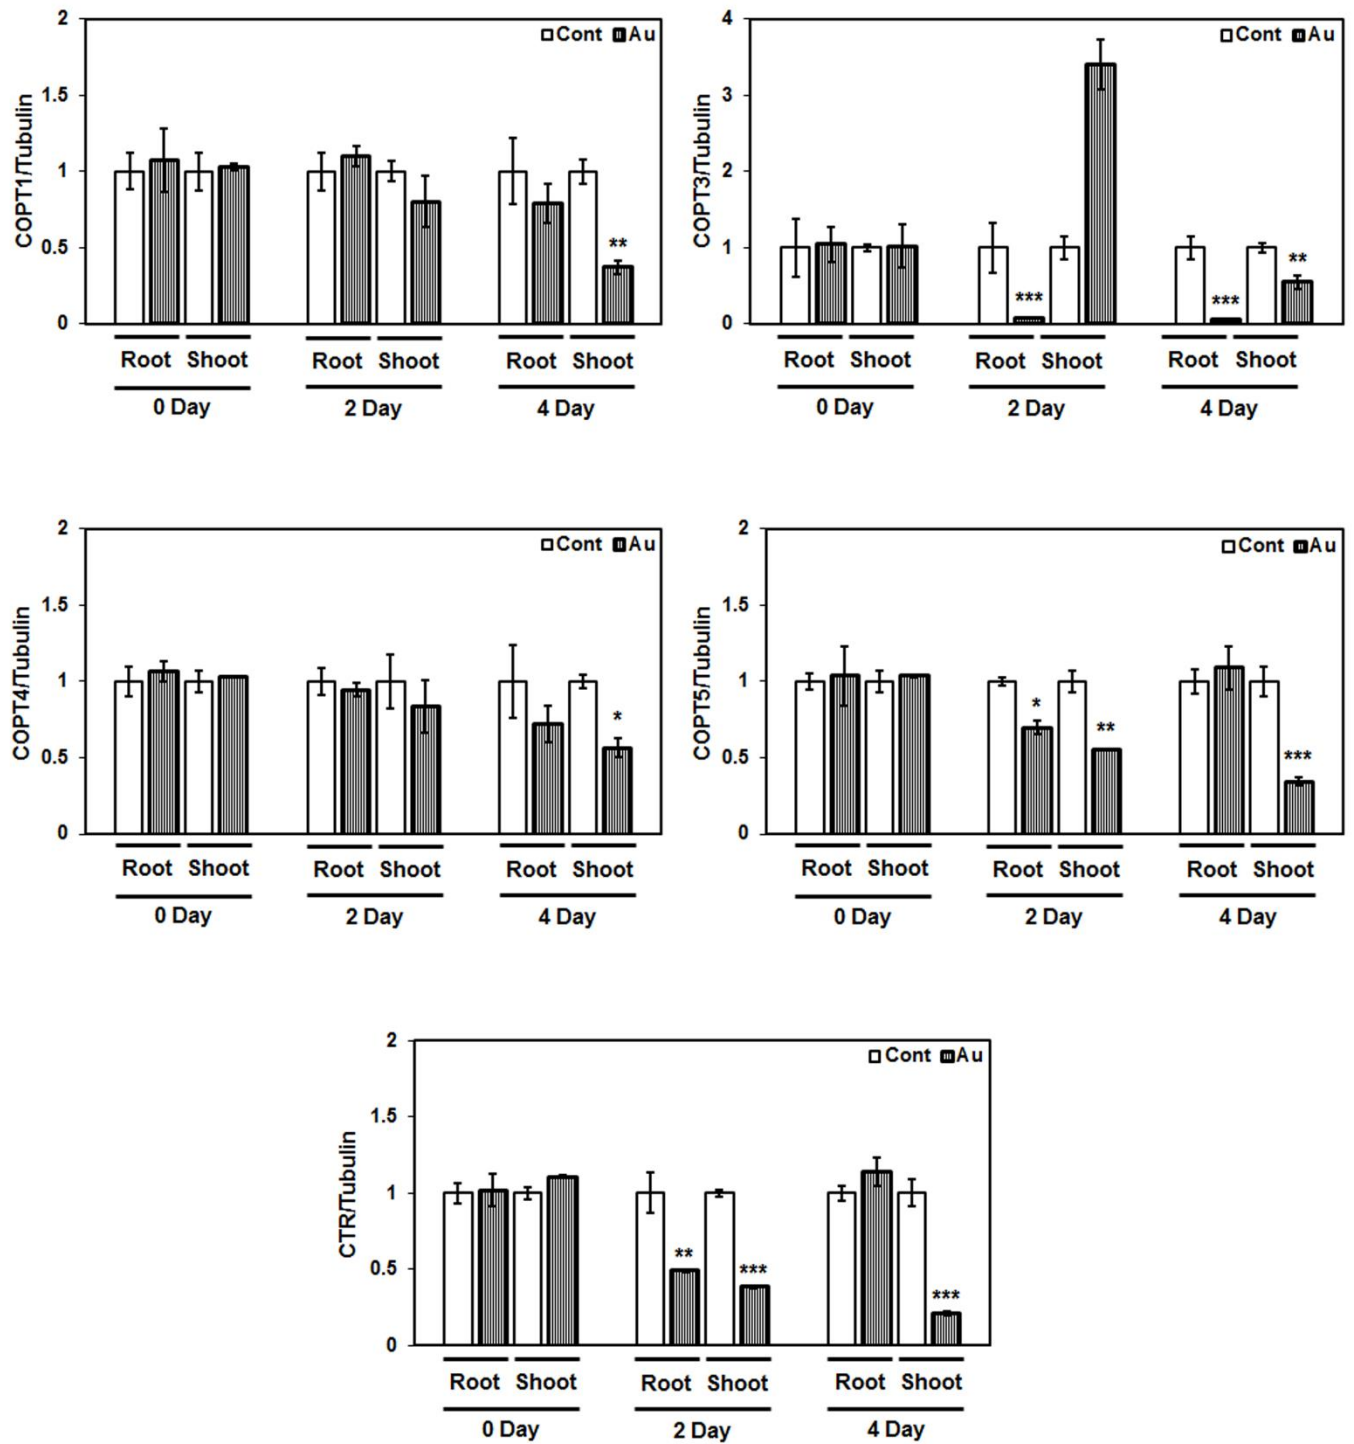 COPT1/Tubulin
2
1.5
1
0.5
0
Cont Au
**
Root Shoot Root Shoot Root Shoot
0 Day 2 Day 4 Day
COPT3/Tubulin
4
3
2
1
0
Cont Au
*** *** **
Root Shoot Root Shoot Root Shoot
0 Day 2 Day 4 Day
COPT4/Tubulin
2
1.5
1
0.5
0
Cont Au
*
Root Shoot Root Shoot Root Shoot
0 Day 2 Day 4 Day
COPT5/Tubulin
2
1.5
1
0.5
0
Cont Au
* ** ***
Root Shoot Root Shoot Root Shoot
0 Day 2 Day 4 Day
CTR/Tubulin
2
1.5
1
0.5
0
Cont Au
** *** ***
Root Shoot Root Shoot Root Shoot
0 Day 2 Day 4 Day